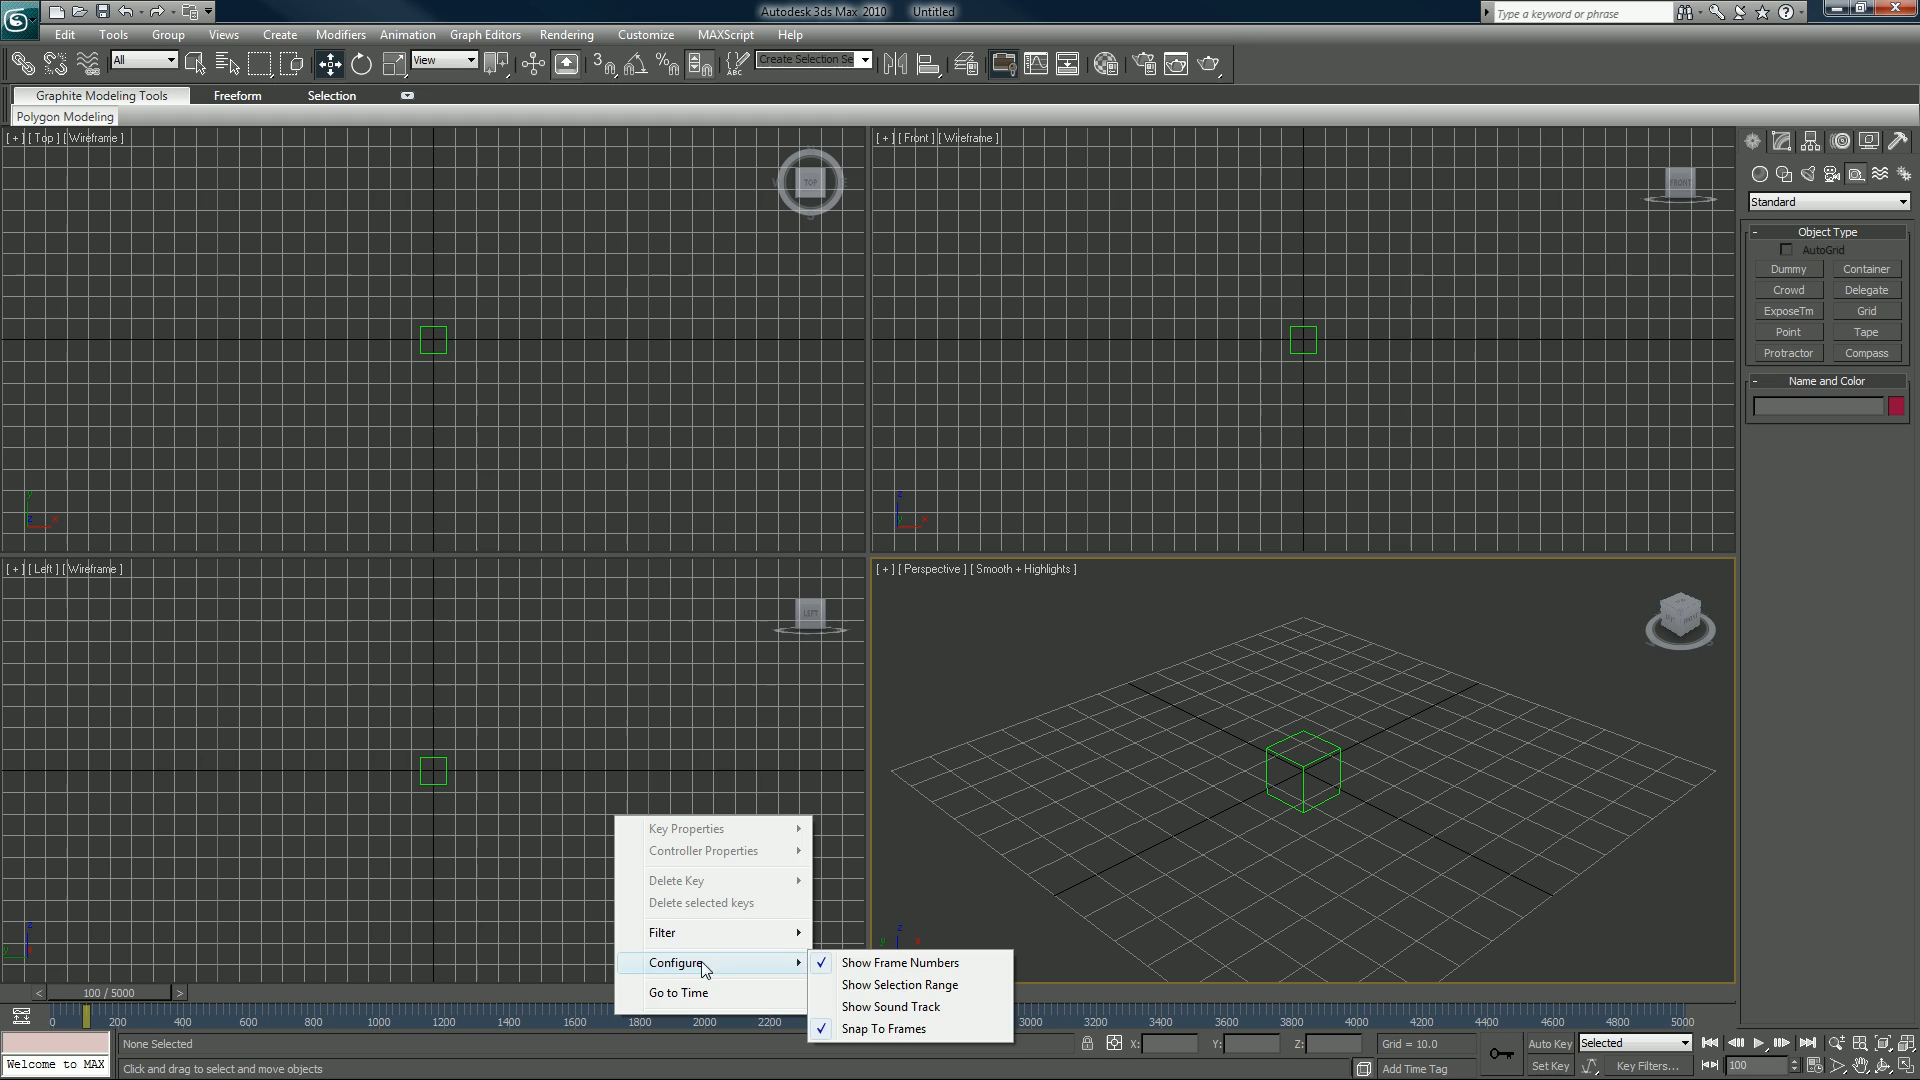 Autodesk 3ds Max 2010 Untitled
Type a keyword or phrase
Edit Tools Group Views Create Modifiers Animation Graph Editors Rendering Customize MAXScript Help
All View Create Selection Se
Graphite Modeling Tools Freeform Selection
Polygon Modeling
[ + ] [ Top ] [ Wireframe ]
[ + ] [ Front ] [ Wireframe ]
TOP
FRONT
Standard
- Object Type
AutoGrid
Dummy Container
Crowd Delegate
ExposeTm Grid
Point Tape
Protractor Compass
- Name and Color
y
z x
z
y x
[ + ] [ Left ] [ Wireframe ]
[ + ] [ Perspective ] [ Smooth + Highlights ]
LEFT
Key Properties
Controller Properties
Delete Key
Delete selected keys
Filter
Configure
Go to Time
Show Frame Numbers
Show Selection Range
Show Sound Track
Snap To Frames
z
y x
z
y x
< 100 / 5000 >
0 200 400 600 800 1000 1200 1400 1600 1800 2000 2200 3000 3200 3400 3600 3800 4000 4200 4400 4600 4800 5000
None Selected X: Y: Z: Grid = 10.0 Auto Key Selected
Welcome to MAX Click and drag to select and move objects Add Time Tag Set Key Key Filters... 100